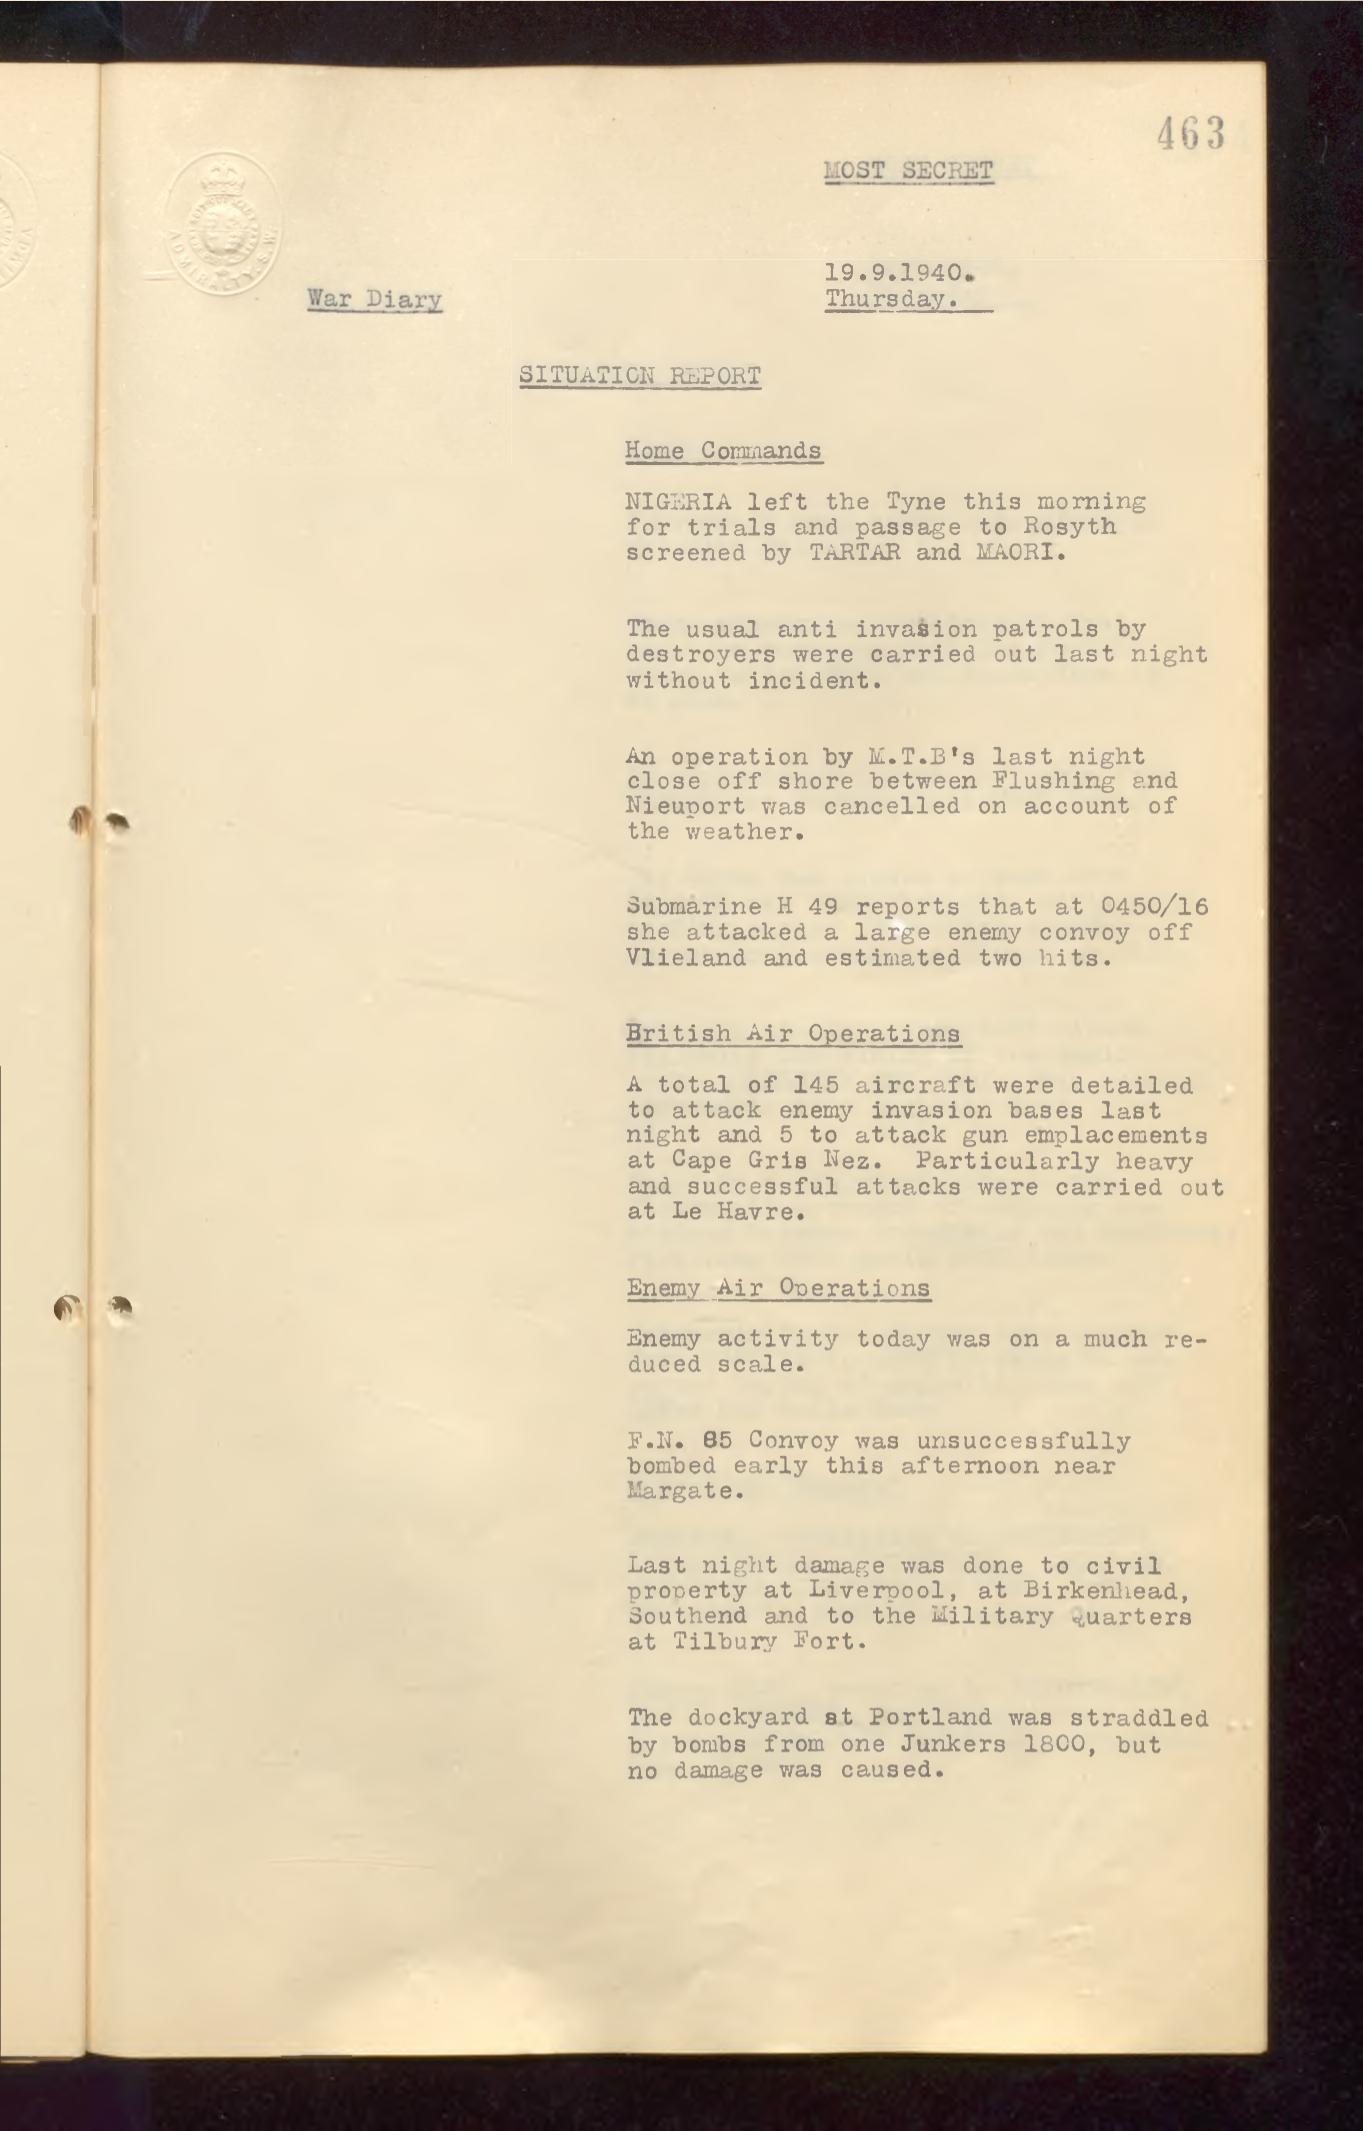 463
MOST SECRET
19.9.1940.
War Diary
Thursday.
SITUATION REPORT
Home Commands
NIGERIA left the Tyne this morning
for trials and passage to Rosyth
screened by TARTAR and MAORI.
The usual anti invasion patrols by
destroyers were carried out last night
without incident.
An operation by M.T.B's last night
close off shore between Flushing and
Nieuport was cancelled on account of
the weather.
Submarine H 49 reports that at 0450/16
she attacked a large enemy convoy off
Vlieland and estimated two hits.
British Air Operations
A total of 145 aircraft were detailed
to attack enemy invasion bases last
night and 5 to attack gun emplacements
at Cape Gris Nez. Particularly heavy
and successful attacks were carried out
at Le Havre.
Enemy Air Operations
Enemy activity today was on a much re-
duced scale.
F.N. 85 Convoy was unsuccessfully
bombed early this afternoon near
Margate.
Last night damage was done to civil
property at Liverpool, at Birkenhead,
Southend and to the Military Quarters
at Tilbury Fort.
The dockyard at Portland was straddled
by bombs from one Junkers 1800, but
no damage was caused.